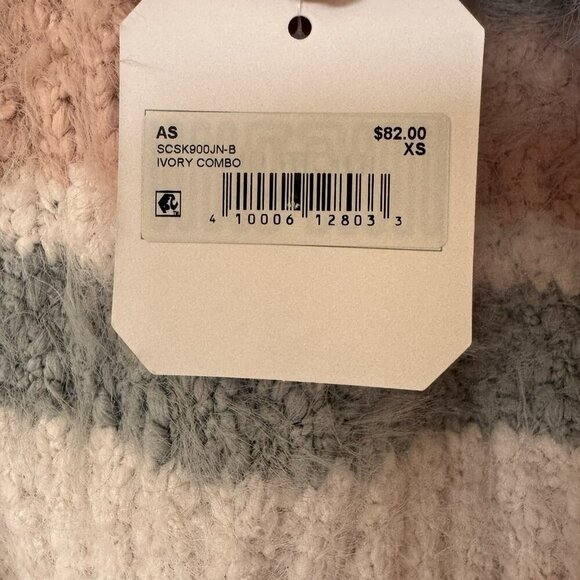 AS $82.00
SCSK900JN-B XS
IVORY COMBO
4 10006 12803 3